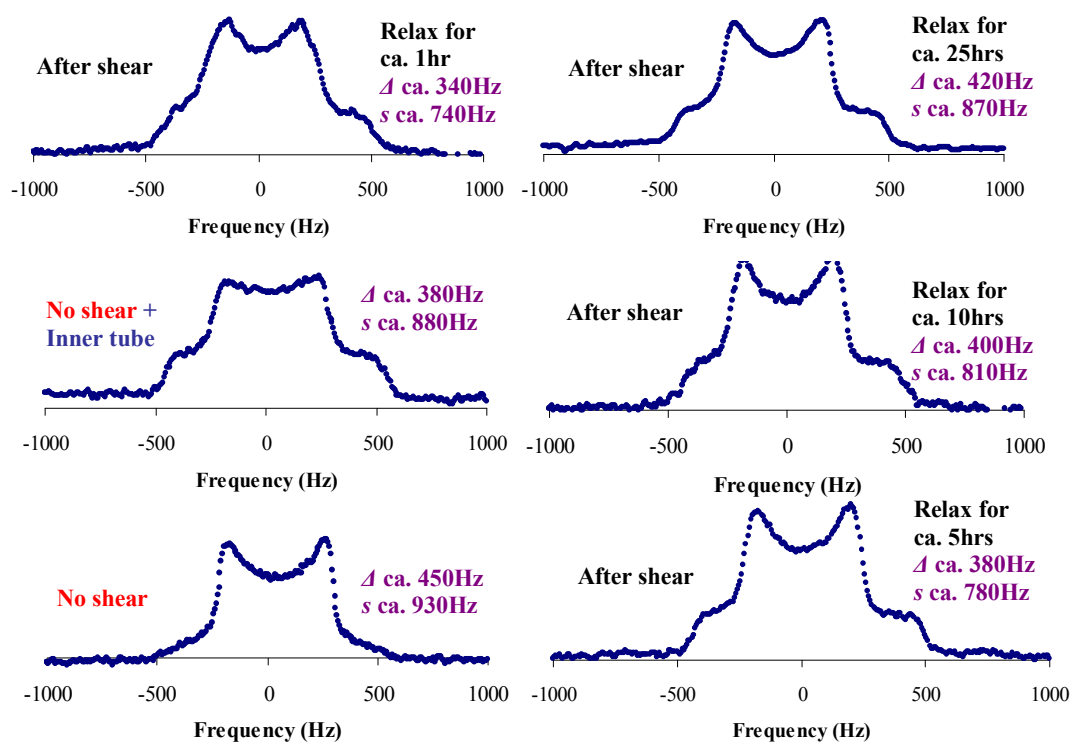 After shear
Relax for
ca. 1hr
Δ ca. 340Hz
s ca. 740Hz
-1000 -500 0 500 1000
Frequency (Hz)
After shear
Relax for
ca. 25hrs
Δ ca. 420Hz
s ca. 870Hz
-1000 -500 0 500 1000
Frequency (Hz)
No shear +
Inner tube
Δ ca. 380Hz
s ca. 880Hz
-1000 -500 0 500 1000
Frequency (Hz)
After shear
Relax for
ca. 10hrs
Δ ca. 400Hz
s ca. 810Hz
-1000 -500 0 500 1000
Frequency (Hz)
No shear
Δ ca. 450Hz
s ca. 930Hz
-1000 -500 0 500 1000
Frequency (Hz)
After shear
Relax for
ca. 5hrs
Δ ca. 380Hz
s ca. 780Hz
-1000 -500 0 500 1000
Frequency (Hz)